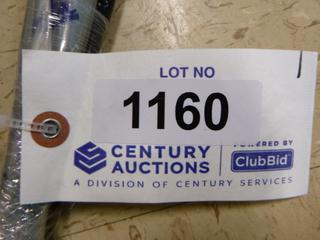 LOT NO
1160
CENTURY AUCTIONS
POWERED BY
ClubBid
A DIVISION OF CENTURY SERVICES